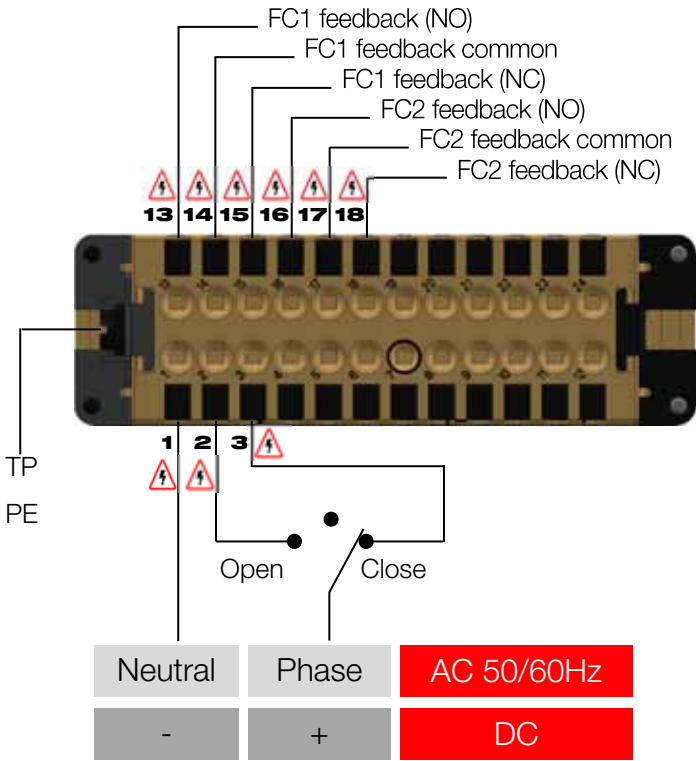 FC1 feedback (NO)
FC1 feedback common
FC1 feedback (NC)
FC2 feedback (NO)
FC2 feedback common
FC2 feedback (NC)
13 14 15 16 17 18
1 2 3
TP
PE
Open Close
Neutral Phase AC 50/60Hz
- + DC